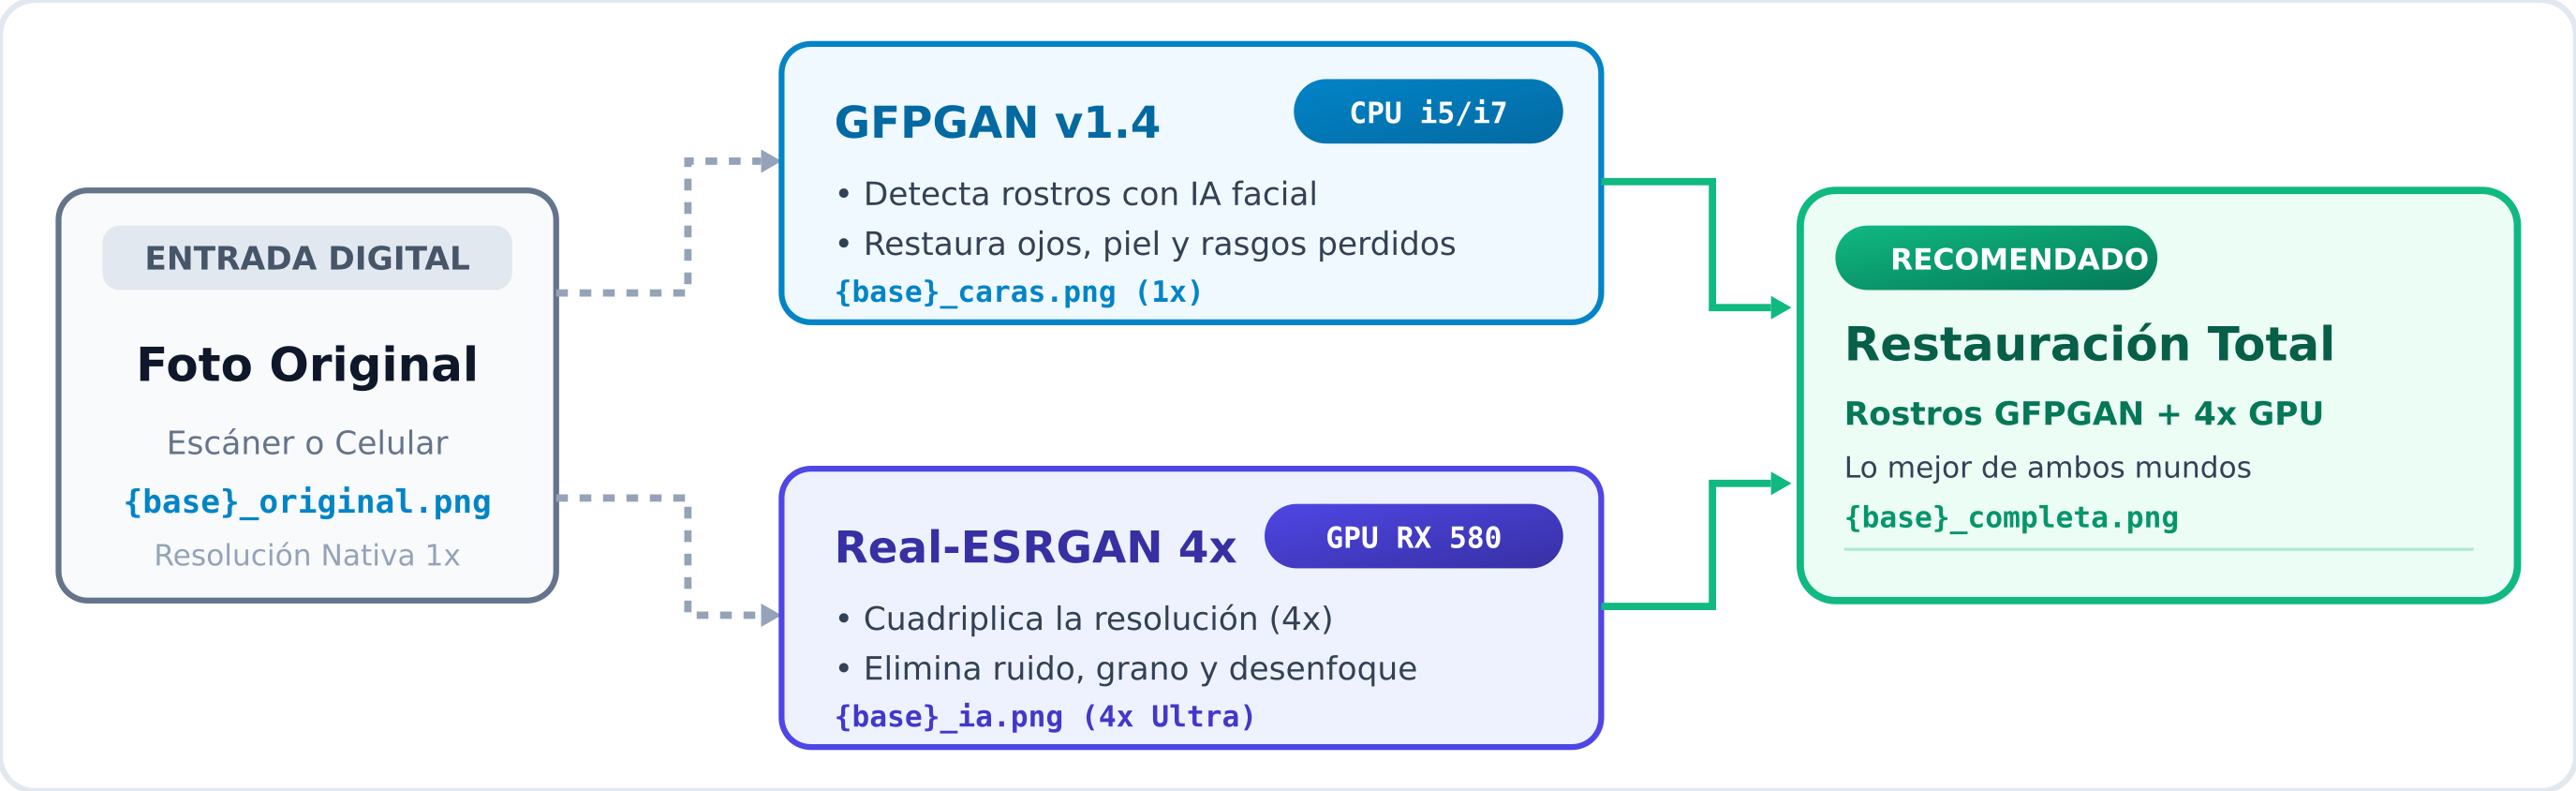 ENTRADA DIGITAL
Foto Original
Escáner o Celular
{base}_original.png
Resolución Nativa 1x
GFPGAN v1.4
CPU i5/i7
• Detecta rostros con IA facial
• Restaura ojos, piel y rasgos perdidos
{base}_caras.png (1x)
Real-ESRGAN 4x
GPU RX 580
• Cuadriplica la resolución (4x)
• Elimina ruido, grano y desenfoque
{base}_ia.png (4x Ultra)
RECOMENDADO
Restauración Total
Rostros GFPGAN + 4x GPU
Lo mejor de ambos mundos
{base}_completa.png